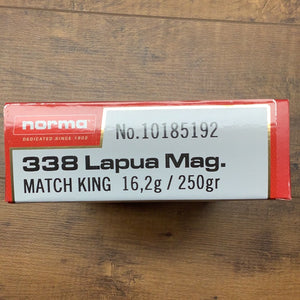 norma
DEDICATED SINCE 1902
No.10185192
338 Lapua Mag.
MATCH KING 16,2g / 250gr